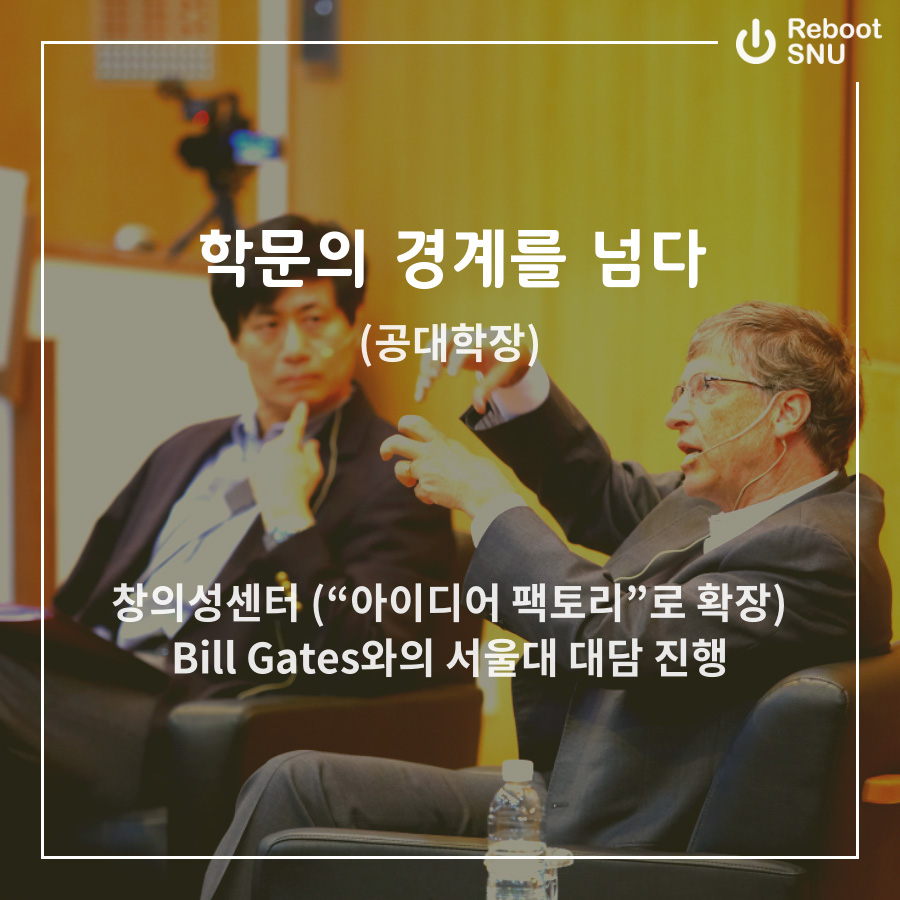 Reboot
SNU
학문의 경계를 넘다
(공대학장)
창의성센터 (“아이디어 팩토리”로 확장)
Bill Gates와의 서울대 대담 진행